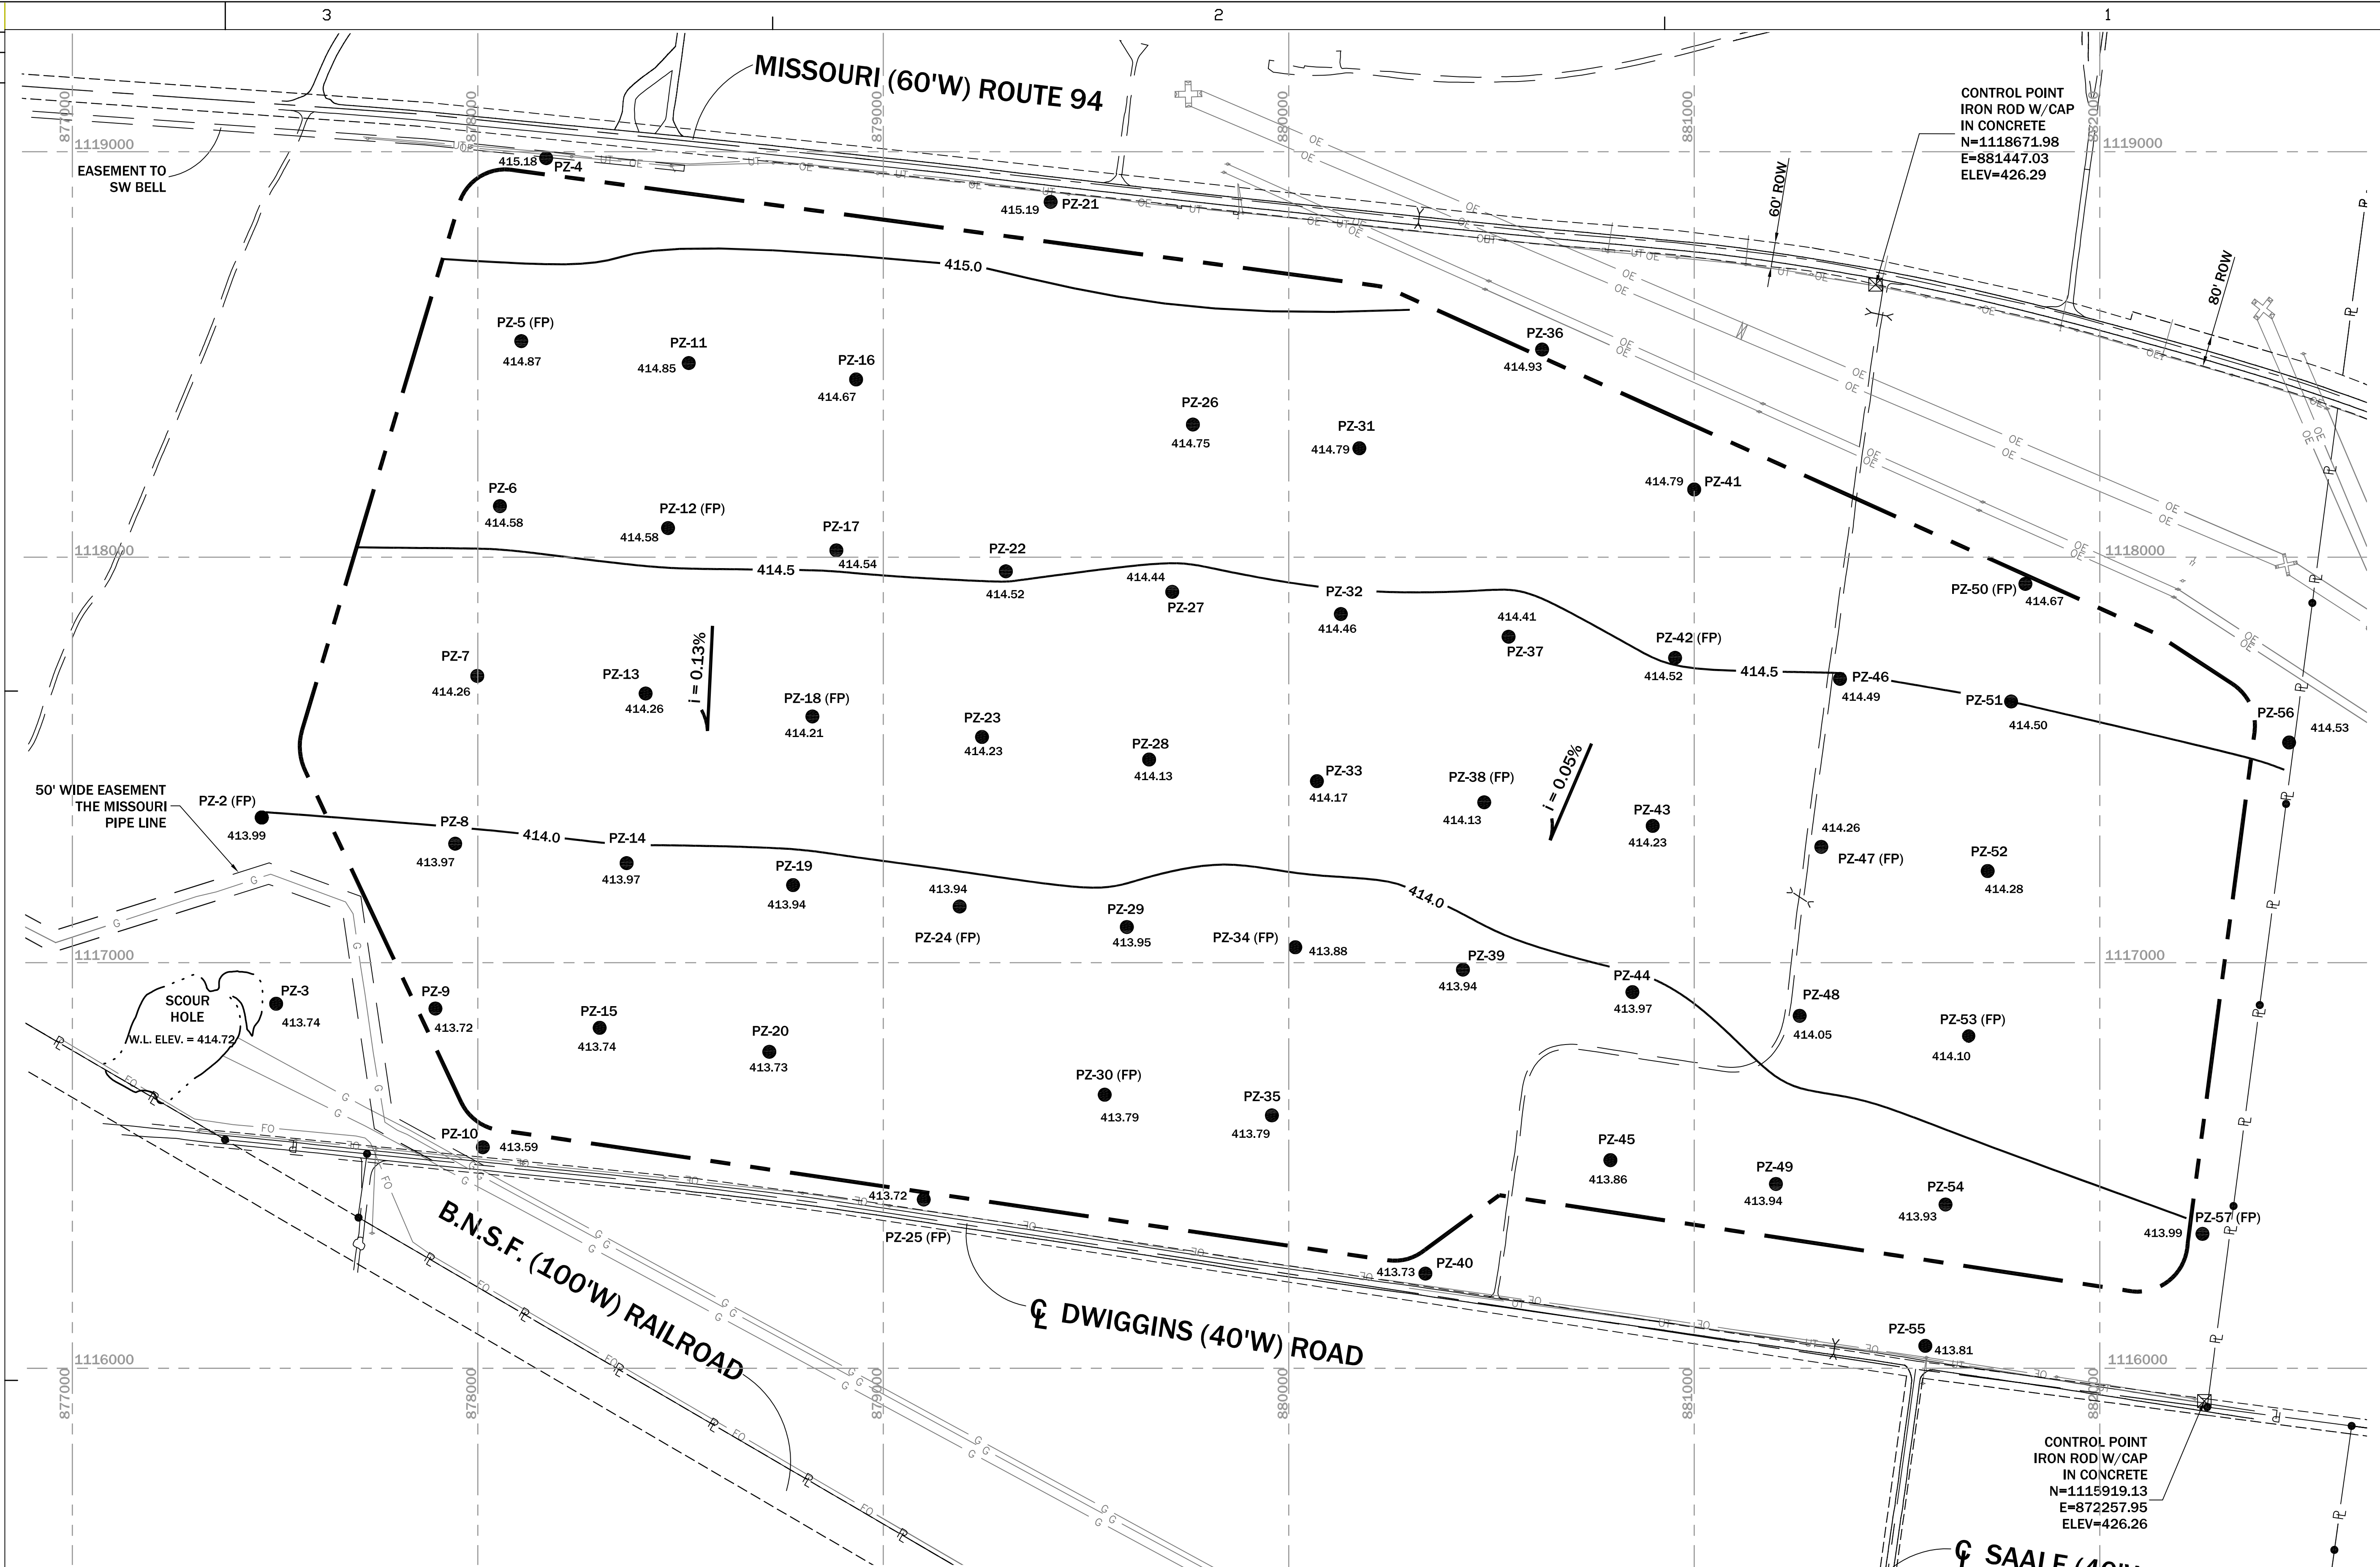 3
2
1
MISSOURI (60'W) ROUTE 94
877000
878000
879000
880000
881000
882000
1119000
1119000
EASEMENT TO
SW BELL
CONTROL POINT
IRON ROD W/CAP
IN CONCRETE
N=1118671.98
E=881447.03
ELEV=426.29
60' ROW
80' ROW
415.18
PZ-4
415.19
PZ-21
415.0
PZ-5 (FP)
414.87
PZ-11
414.85
PZ-16
414.67
PZ-36
414.93
PZ-26
414.75
PZ-31
414.79
414.79
PZ-41
PZ-6
414.58
PZ-12 (FP)
414.58
PZ-17
414.54
1118000
1118000
414.5
PZ-22
414.52
414.44
PZ-27
PZ-32
414.46
414.41
PZ-37
PZ-42 (FP)
414.52
414.5
PZ-46
414.49
PZ-50 (FP)
414.67
PZ-51
414.50
PZ-56
414.53
PZ-7
414.26
PZ-13
414.26
i = 0.13%
PZ-18 (FP)
414.21
PZ-23
414.23
PZ-28
414.13
PZ-33
414.17
PZ-38 (FP)
414.13
i = 0.05%
PZ-43
414.23
414.26
PZ-47 (FP)
PZ-52
414.28
50' WIDE EASEMENT
THE MISSOURI
PIPE LINE
PZ-2 (FP)
413.99
PZ-8
413.97
414.0
PZ-14
413.97
PZ-19
413.94
413.94
PZ-24 (FP)
PZ-29
413.95
PZ-34 (FP)
413.88
414.0
PZ-39
413.94
PZ-44
413.97
1117000
1117000
SCOUR
HOLE
W.L. ELEV. = 414.72
PZ-3
413.74
PZ-9
413.72
PZ-15
413.74
PZ-20
413.73
PZ-30 (FP)
413.79
PZ-35
413.79
PZ-48
414.05
PZ-53 (FP)
414.10
PZ-10
413.59
413.72
PZ-25 (FP)
PZ-45
413.86
PZ-49
413.94
PZ-54
413.93
PZ-57 (FP)
413.99
413.73
PZ-40
PZ-55
413.81
B.N.S.F. (100'W) RAILROAD
℄ DWIGGINS (40'W) ROAD
1116000
1116000
877000
878000
879000
880000
881000
882000
CONTROL POINT
IRON ROD W/CAP
IN CONCRETE
N=1115919.13
E=872257.95
ELEV=426.26
℄ SAALE (40'W